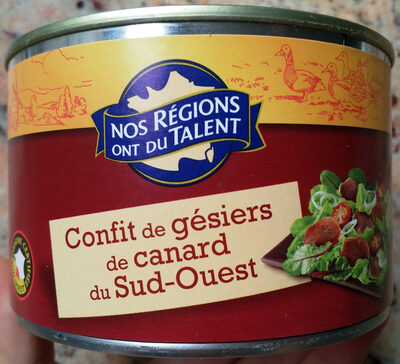 NOS RÉGIONS
ONT DU TALENT
Confit de gésiers
de canard
du Sud-Ouest